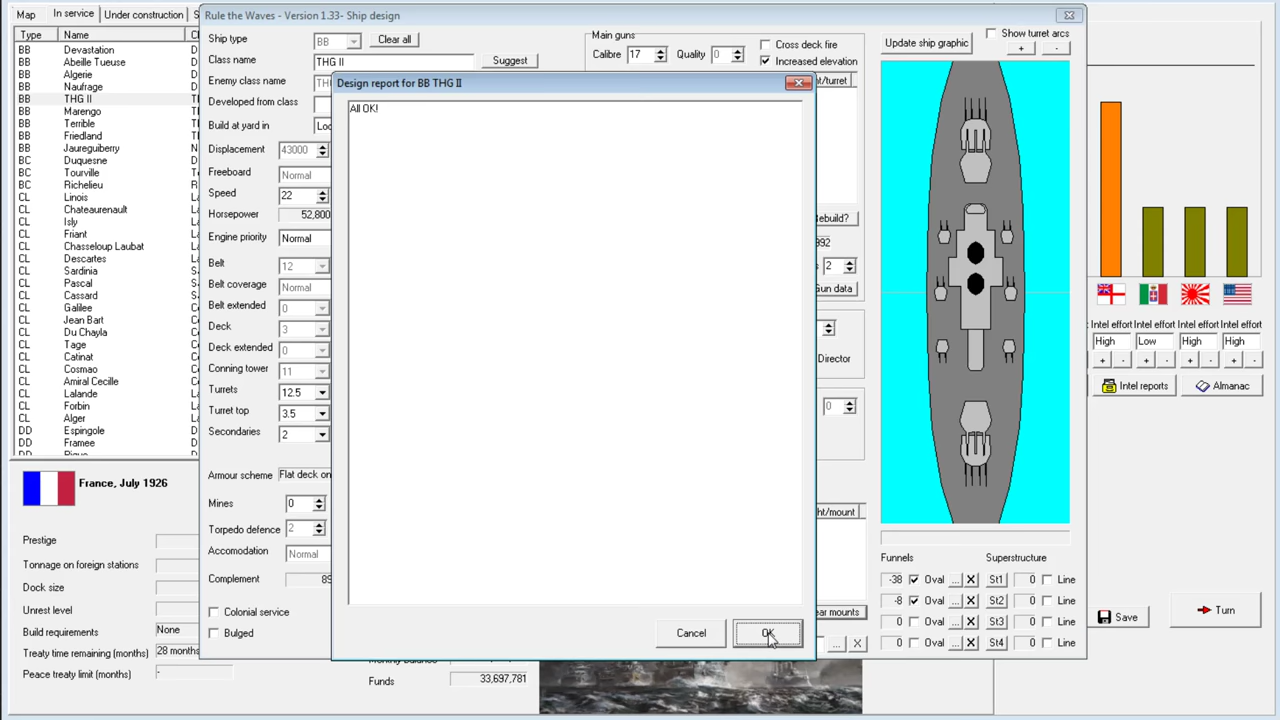 Map In service Under construction
Type Name
BB Devastation
BB Abeille Tueuse
BB Algerie
BB Naufrage
BB THG II
BB Marengo
BB Terrible
BB Friedland
BB Jaureguiberry
BC Duquesne
BC Tourville
BC Richelieu
CL Linois
CL Chateaurenault
CL Isly
CL Friant
CL Chasseloup Laubat
CL Descartes
CL Sardinia
CL Pascal
CL Cassard
CL Galilee
CL Jean Bart
CL Du Chayla
CL Tage
CL Catinat
CL Cosmao
CL Amiral Cecille
CL Lalande
CL Forbin
CL Alger
DD Espingole
DD Framee
France, July 1926
Prestige
Tonnage on foreign stations
Dock size
Unrest level
Build requirements None
Treaty time remaining (months) 28 months
Peace treaty limit (months) -
Rule the Waves - Version 1.33- Ship design
Ship type BB Clear all
Class name THG II Suggest
Enemy class name
Developed from class
Build at yard in
Displacement 43000
Freeboard Normal
Speed 22
Horsepower 52,800
Engine priority Normal
Belt 12
Belt coverage Normal
Belt extended 0
Deck 3
Deck extended 0
Conning tower 11
Turrets 12.5
Turret top 3.5
Secondaries 2
Armour scheme Flat deck on
Mines 0
Torpedo defence 2
Accomodation Normal
Complement
Colonial service
Bulged
Main guns
Calibre 17 Quality 0
Cross deck fire
Increased elevation
Design report for BB THG II
All OK!
Cancel OK
Rebuild?
2
Gun data
Director
0
Update ship graphic
Show turret arcs
+ -
Funnels Superstructure
-38 Oval ... X St1 0 Line
-8 Oval ... X St2 0 Line
0 Oval ... X St3 0 Line
0 Oval ... X St4 0 Line
... X
Funds 33,697,781
Intel effort Intel effort Intel effort Intel effort
High Low High High
+ - + - + - + -
Intel reports Almanac
Save Turn